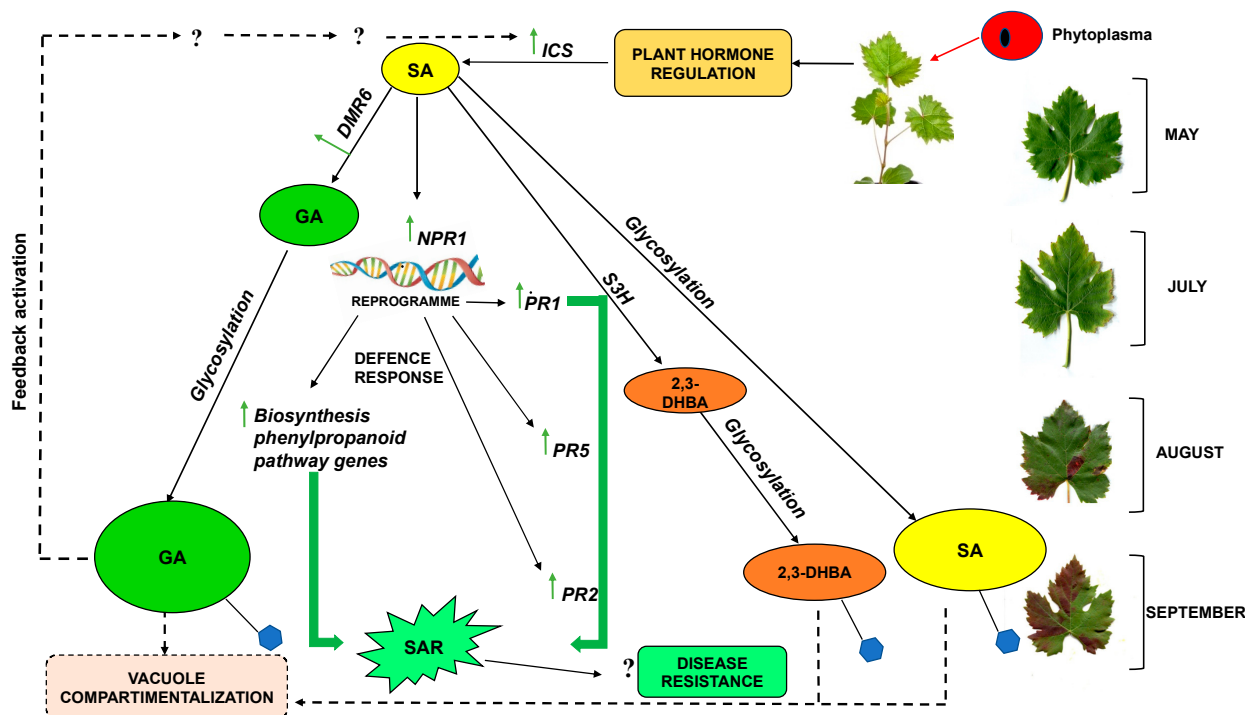 ?
?
ICS
PLANT HORMONE
REGULATION
Phytoplasma
SA
DMR6
MAY
GA
NPR1
Glycosylation
S3H
REPROGRAMME
PR1
JULY
Feedback activation
Glycosylation
DEFENCE
RESPONSE
2,3-
DHBA
Biosynthesis
phenylpropanoid
pathway genes
PR5
Glycosylation
AUGUST
GA
2,3-DHBA
SA
PR2
SEPTEMBER
SAR
?
DISEASE
RESISTANCE
VACUOLE
COMPARTIMENTALIZATION